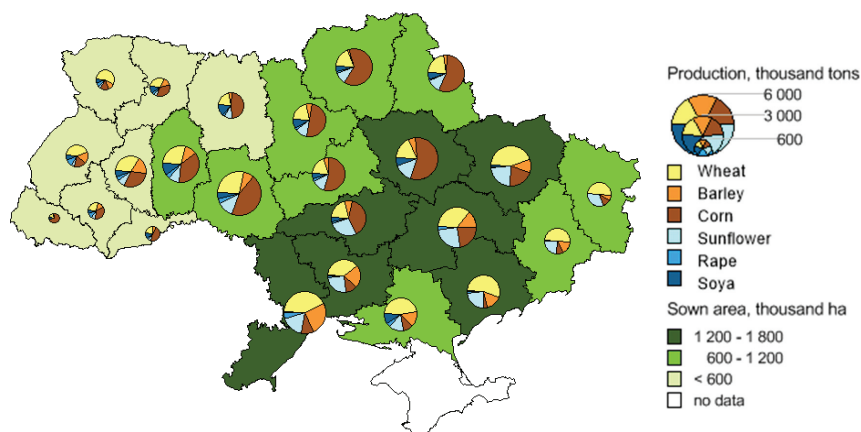 Production, thousand tons
6 000
3 000
600
Wheat
Barley
Corn
Sunflower
Rape
Soya
Sown area, thousand ha
1 200 - 1 800
600 - 1 200
< 600
no data